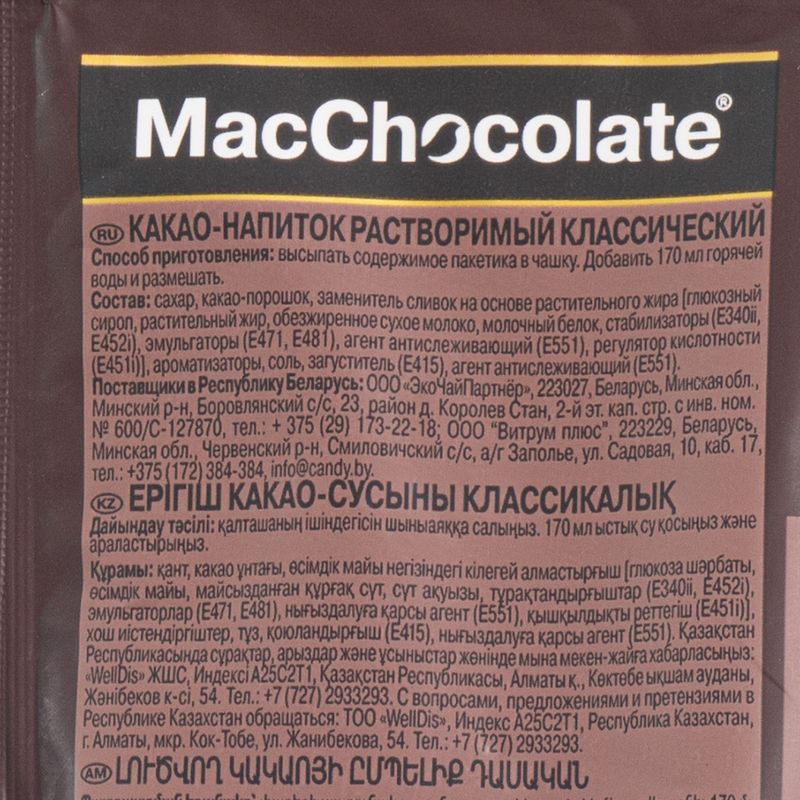 MacChocolate®
RU КАКАО-НАПИТОК РАСТВОРИМЫЙ КЛАССИЧЕСКИЙ
Способ приготовления: высыпать содержимое пакетика в чашку. Добавить 170 мл горячей
воды и размешать.
Состав: сахар, какао-порошок, заменитель сливок на основе растительного жира [глюкозный
сироп, растительный жир, обезжиренное сухое молоко, молочный белок, стабилизаторы (E340ii,
E452i), эмульгаторы (E471, E481), агент антислеживающий (E551), регулятор кислотности
(E451i)], ароматизаторы, соль, загуститель (E415), агент антислеживающий (E551).
Поставщики в Республику Беларусь: ООО «ЭкоЧайПартнёр», 223027, Беларусь, Минская обл.,
Минский р-н, Боровлянский с/с, 23, район д. Королев Стан, 2-й эт. кап. стр. с инв. ном.
№ 600/С-127870, тел.: + 375 (29) 173-22-18; ООО "Витрум плюс", 223229, Беларусь,
Минская обл., Червенский р-н, Смиловичский с/с, а/г Заполье, ул. Садовая, 10, каб. 17,
тел.: +375 (172) 384-384, info@candy.by.
KZ ЕРІГІШ КАКАО-СУСЫНЫ КЛАССИКАЛЫҚ
Дайындау тәсілі: қалташаның ішіндегісін шыныаяққа салыңыз. 170 мл ыстық су қосыңыз және
араластырыңыз.
Құрамы: қант, какао ұнтағы, өсімдік майы негізіндегі кілегей алмастырғыш [глюкоза шәрбаты,
өсімдік майы, майсызданған құрғақ сүт, сүт ақуызы, тұрақтандырғыштар (E340ii, E452i),
эмульгаторлар (E471, E481), нығыздалуға қарсы агент (E551), қышқылдықты реттегіш (E451i)],
хош иістендіргіштер, тұз, қоюландырғыш (E415), нығыздалуға қарсы агент (E551). Қазақстан
Республикасында сұрақтар, арыздар және ұсыныстар жөнінде мына мекен-жайға хабарласыңыз:
«WellDis» ЖШС, Индексі A25C2T1, Қазақстан Республикасы, Алматы қ., Көктөбе ықшам ауданы,
Жәнібеков к-сі, 54. Тел.: +7 (727) 2933293. С вопросами, предложениями и претензиями в
Республике Казахстан обращаться: ТОО «WellDis», Индекс A25C2T1, Республика Казахстан,
г. Алматы, мкр. Кок-Тобе, ул. Жанибекова, 54. Тел.: +7 (727) 2933293.
AM ԼՈՒԾՎՈՂ ԿԱԿԱՈՅԻ ԸՄՊԵԼԻՔ ԴԱՍԱԿԱՆ